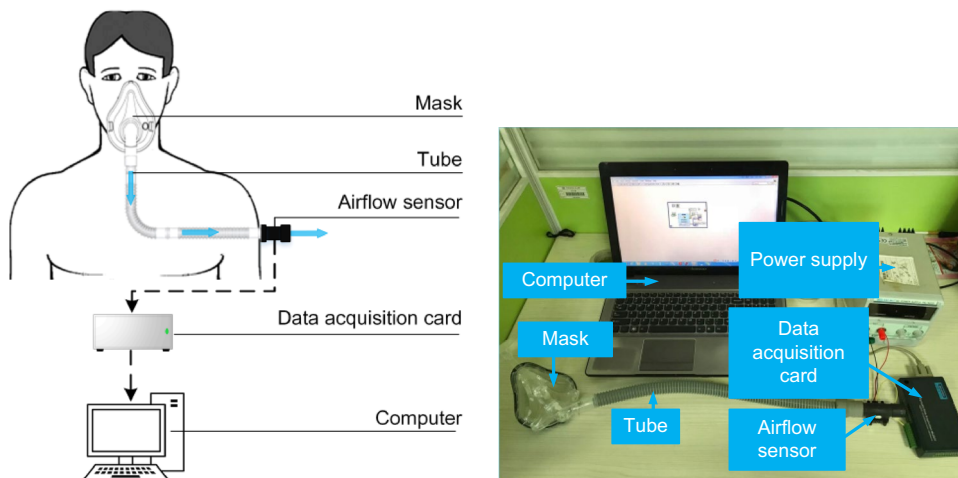 Mask
Tube
Airflow sensor
Data acquisition card
Computer
Power supply
Computer
Data
acquisition
card
Mask
Tube
Airflow
sensor